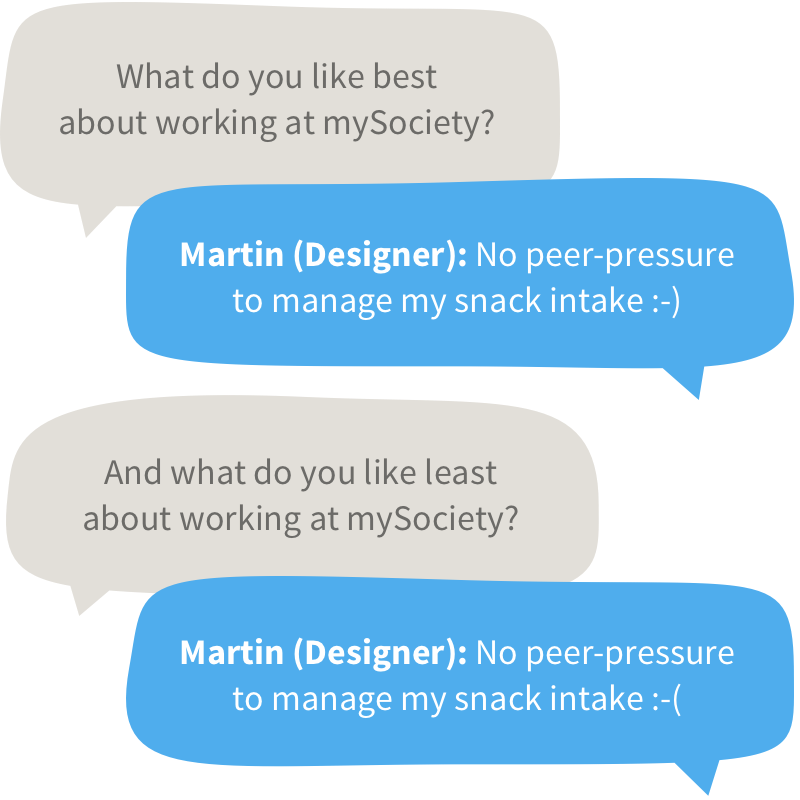 What do you like best
about working at mySociety?
Martin (Designer): No peer-pressure
to manage my snack intake :-)
And what do you like least
about working at mySociety?
Martin (Designer): No peer-pressure
to manage my snack intake :-(